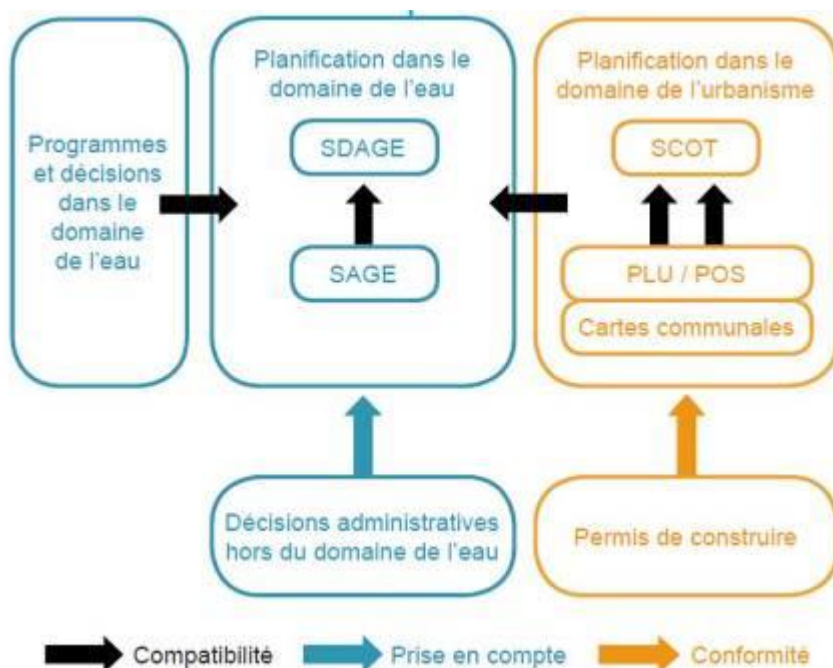 Programmes
et décisions
dans le
domaine
de l'eau
Planification dans le
domaine de l'eau
SDAGE
SAGE
Planification dans le
domaine de l'urbanisme
SCOT
PLU / POS
Cartes communales
Décisions administratives
hors du domaine de l'eau
Permis de construire
Compatibilité
Prise en compte
Conformité